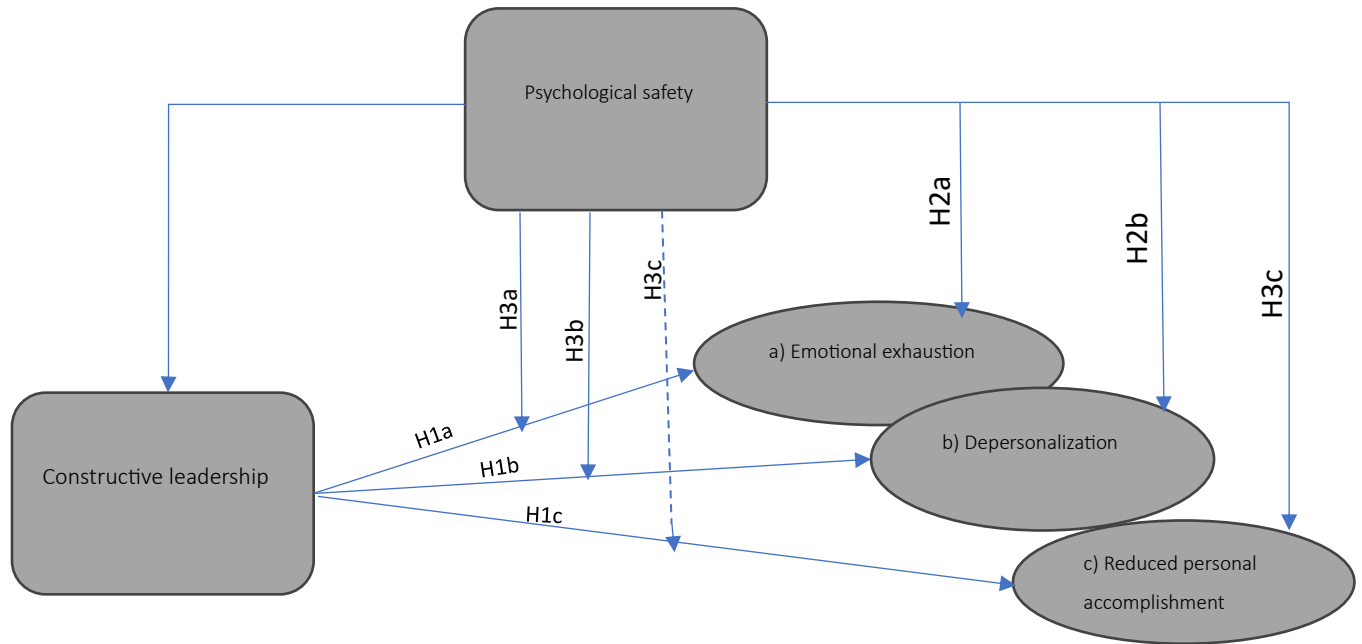 Psychological safety
H2a
H2b
H3c
H3a
H3b
H3c
a) Emotional exhaustion
H1a
b) Depersonalization
H1b
Constructive leadership
H1c
c) Reduced personal
accomplishment